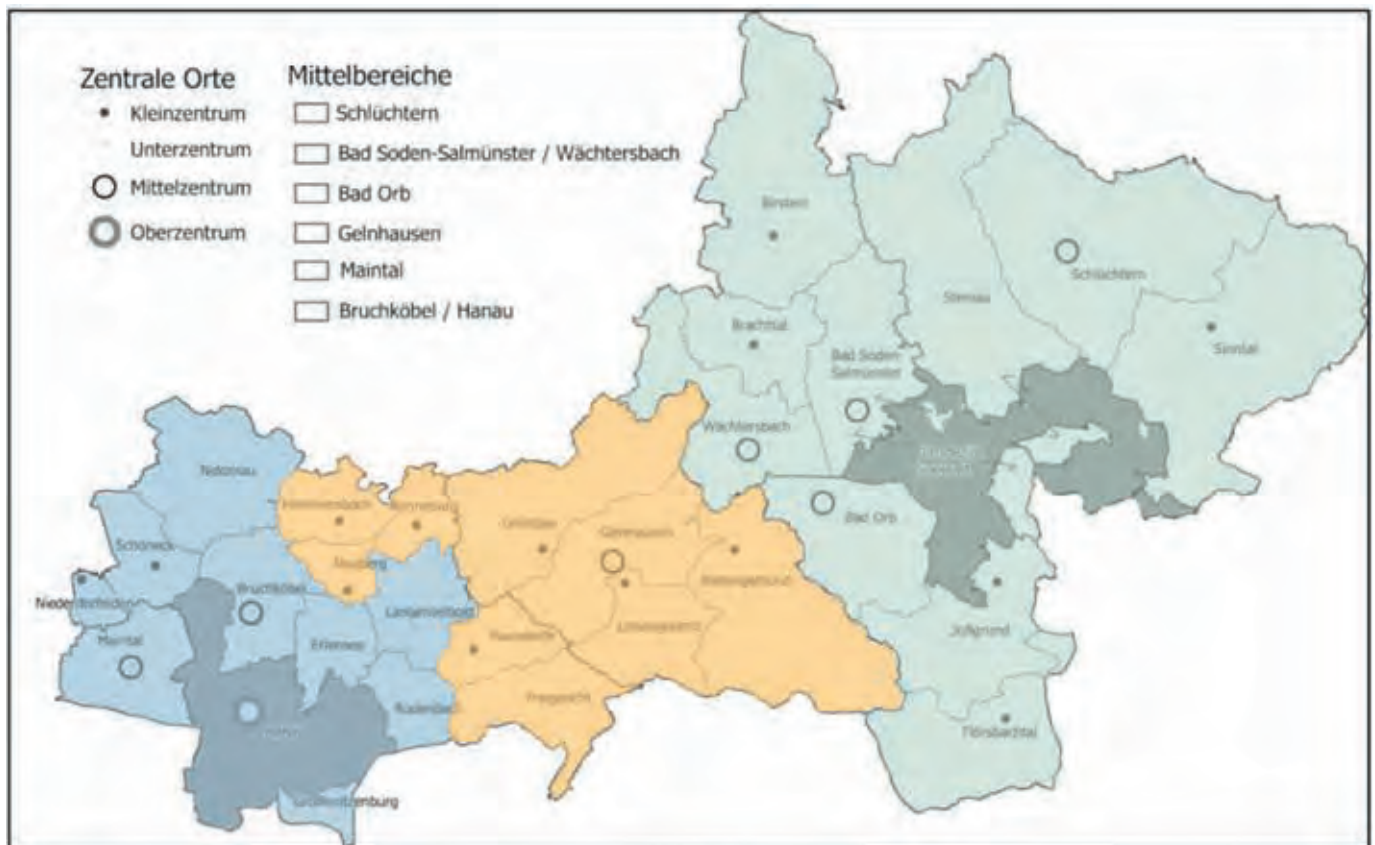 Zentrale Orte
Kleinzentrum
Unterzentrum
Mittelzentrum
Oberzentrum
Mittelbereiche
Schlüchtern
Bad Soden-Salmünster / Wächtersbach
Bad Orb
Gelnhausen
Maintal
Bruchköbel / Hanau
Birstein
Schlüchtern
Steinau
Sinntal
Brachttal
Bad Soden-
Salmünster
Wächtersbach
Bad Orb
Joßgrund
Flörsbachtal
Nidderau
Schöneck
Bruchköbel
Maintal
Erlensee
Langenselbold
Rodenbach
Hammersbach
Ronneburg
Neuberg
Gründau
Gelnhausen
Biebergemünd
Linsengericht
Hasselroth
Freigericht